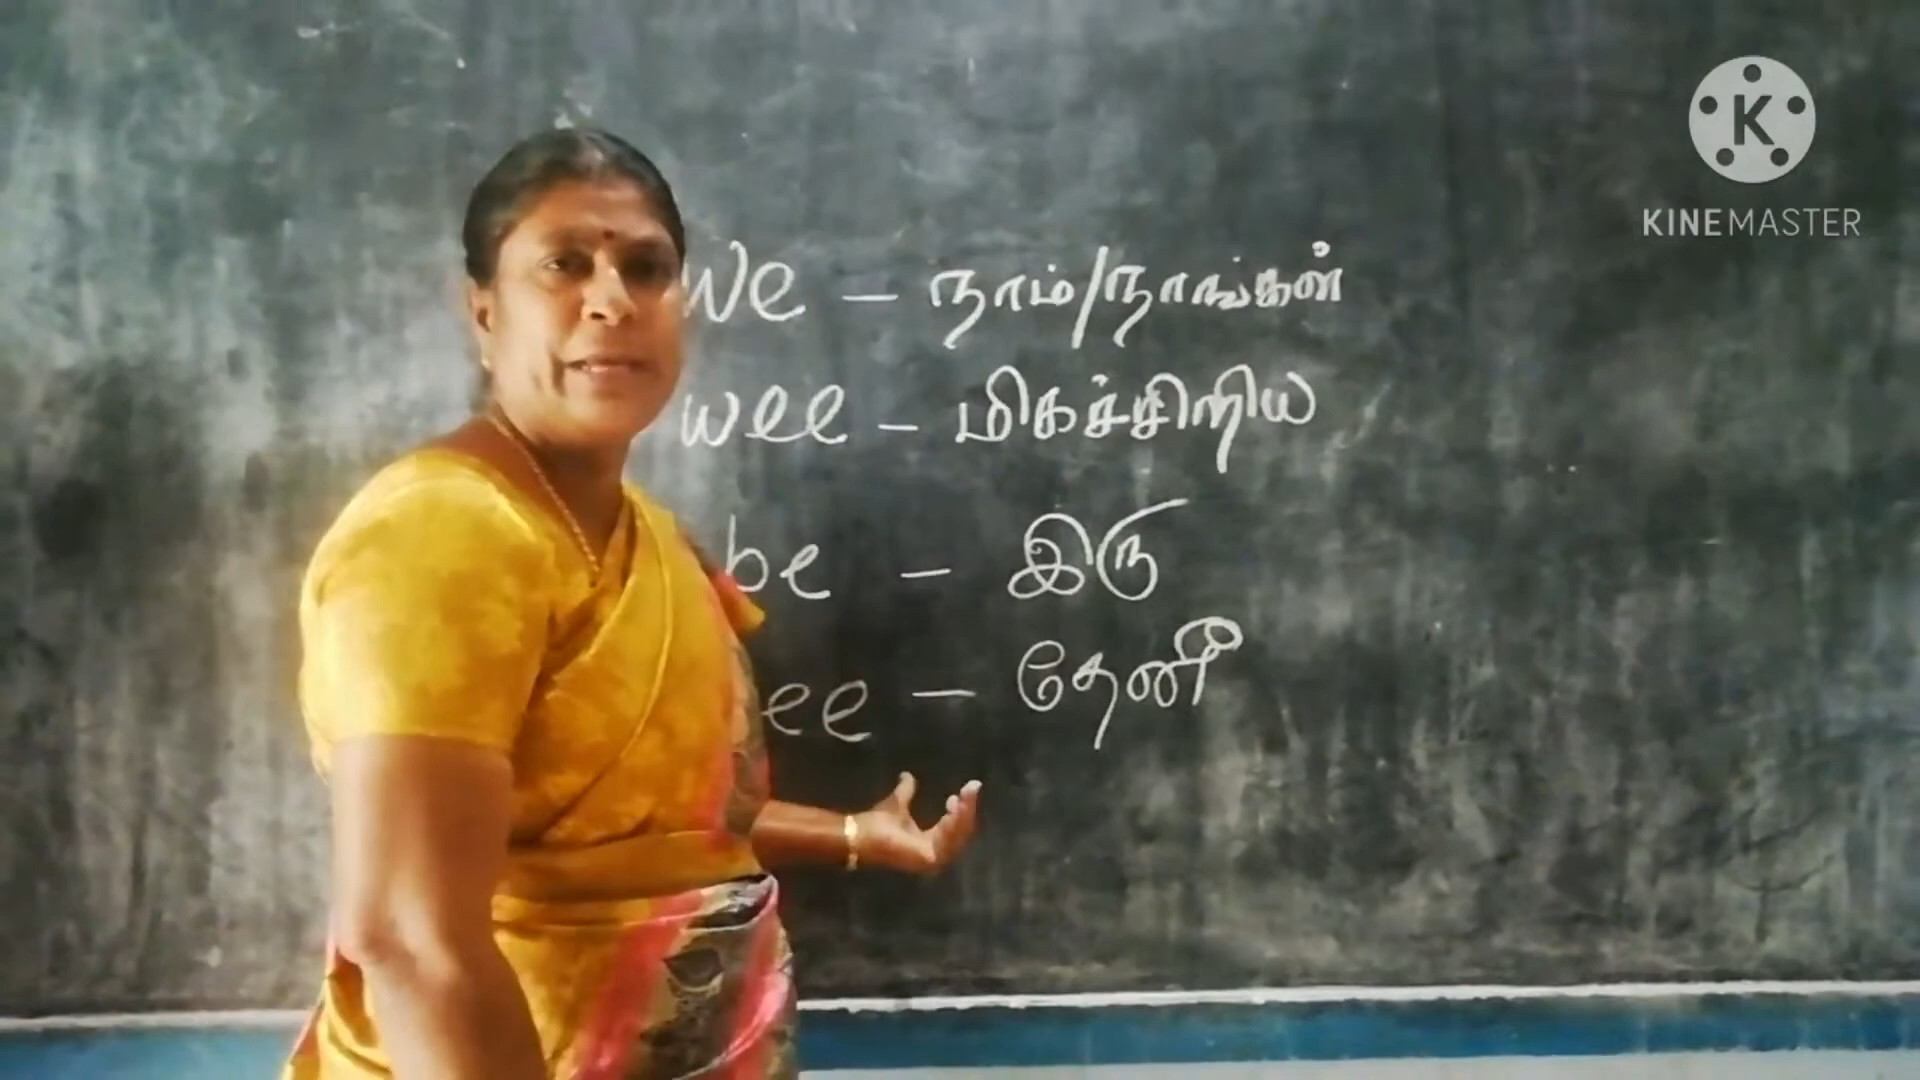 KINEMASTER
We – நாம்/நாங்கள்
wee – மிகச்சிறிய
be – இரு
ee – தேனீ